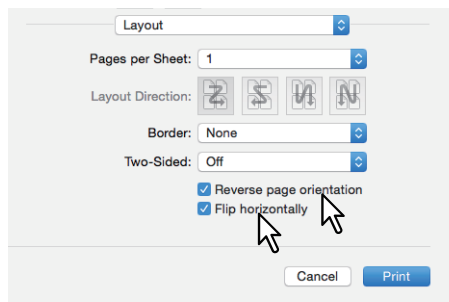 Layout
Pages per Sheet: 1
Layout Direction:
Border: None
Two-Sided: Off
Reverse page orientation
Flip horizontally
Cancel Print